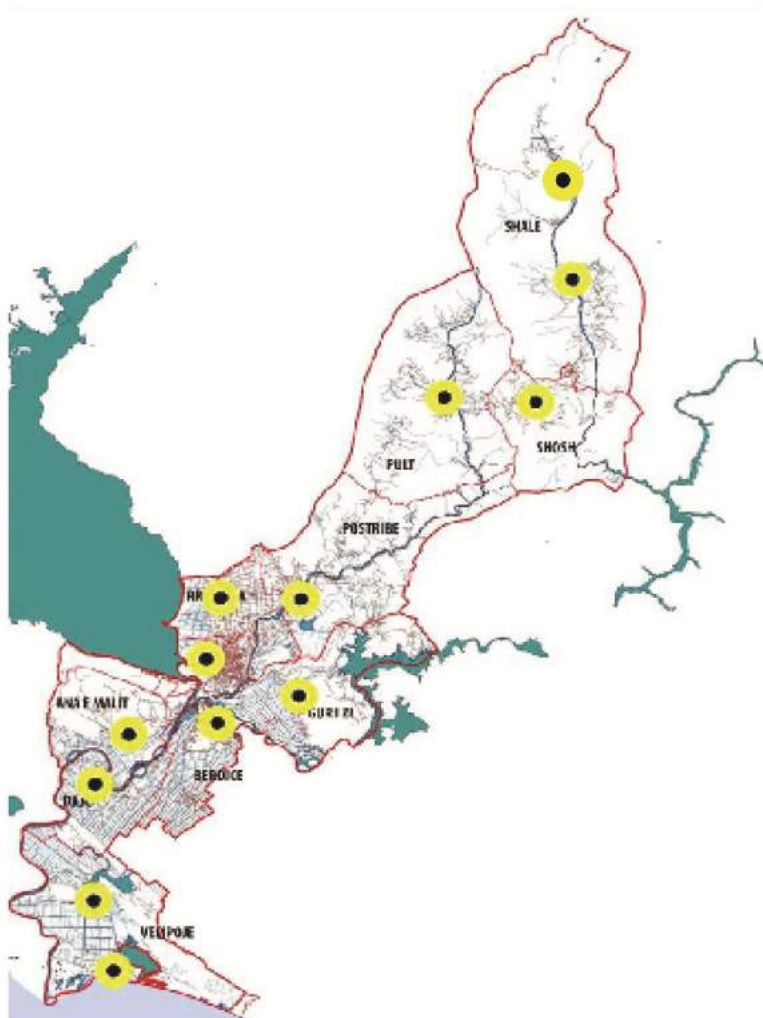 SHALE
SHOSH
PULT
POSTRIBE
ANA E MALIT
GURI ZI
BERDICE
VELIPOJE